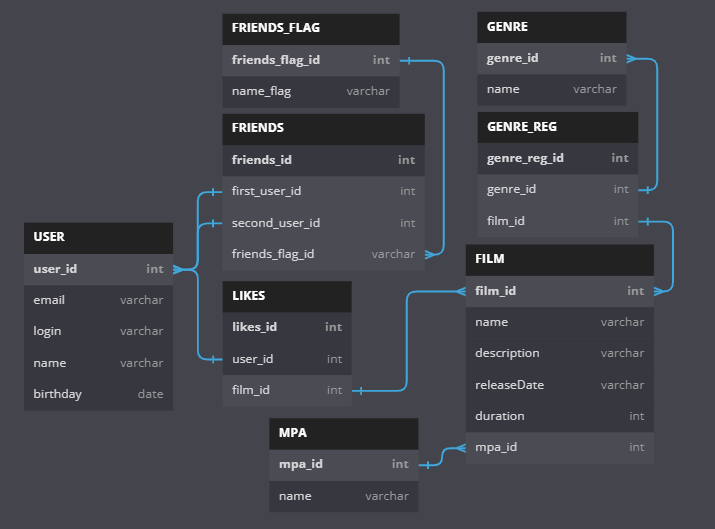 FRIENDS_FLAG
friends_flag_id int
name_flag varchar
FRIENDS
friends_id int
first_user_id int
second_user_id int
friends_flag_id varchar
USER
user_id int
email varchar
login varchar
name varchar
birthday date
LIKES
likes_id int
user_id int
film_id int
MPA
mpa_id int
name varchar
GENRE
genre_id int
name varchar
GENRE_REG
genre_reg_id int
genre_id int
film_id int
FILM
film_id int
name varchar
description varchar
releaseDate varchar
duration int
mpa_id int